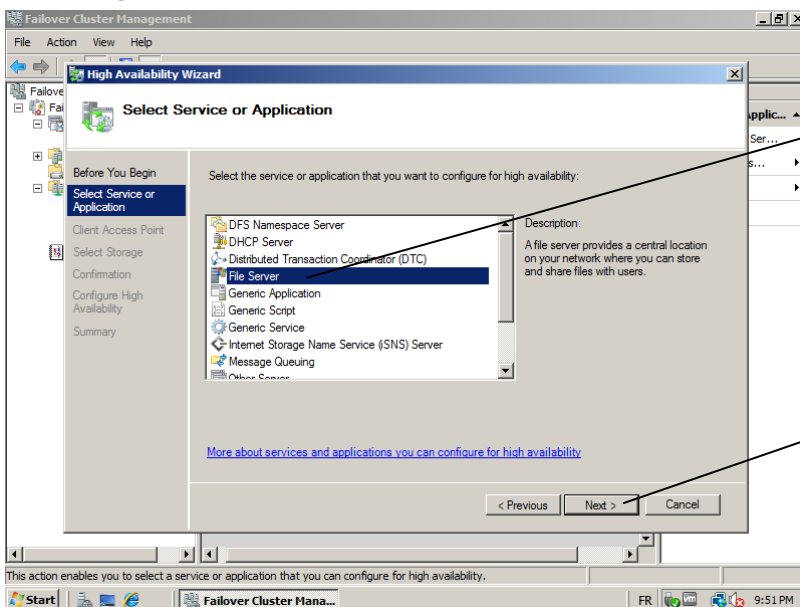 Failover Cluster Management
File Action View Help
High Availability Wizard
Failove
Fai
Select Service or Application
Applic...
Ser...
s...
Before You Begin
Select Service or
Application
Client Access Point
Select Storage
Confirmation
Configure High
Availability
Summary
Select the service or application that you want to configure for high availability:
DFS Namespace Server
DHCP Server
Distributed Transaction Coordinator (DTC)
File Server
Generic Application
Generic Script
Generic Service
Internet Storage Name Service (iSNS) Server
Message Queuing
Other Server
Description:
A file server provides a central location
on your network where you can store
and share files with users.
More about services and applications you can configure for high availability
< Previous Next > Cancel
This action enables you to select a service or application that you can configure for high availability.
Start Failover Cluster Mana... FR 9:51 PM